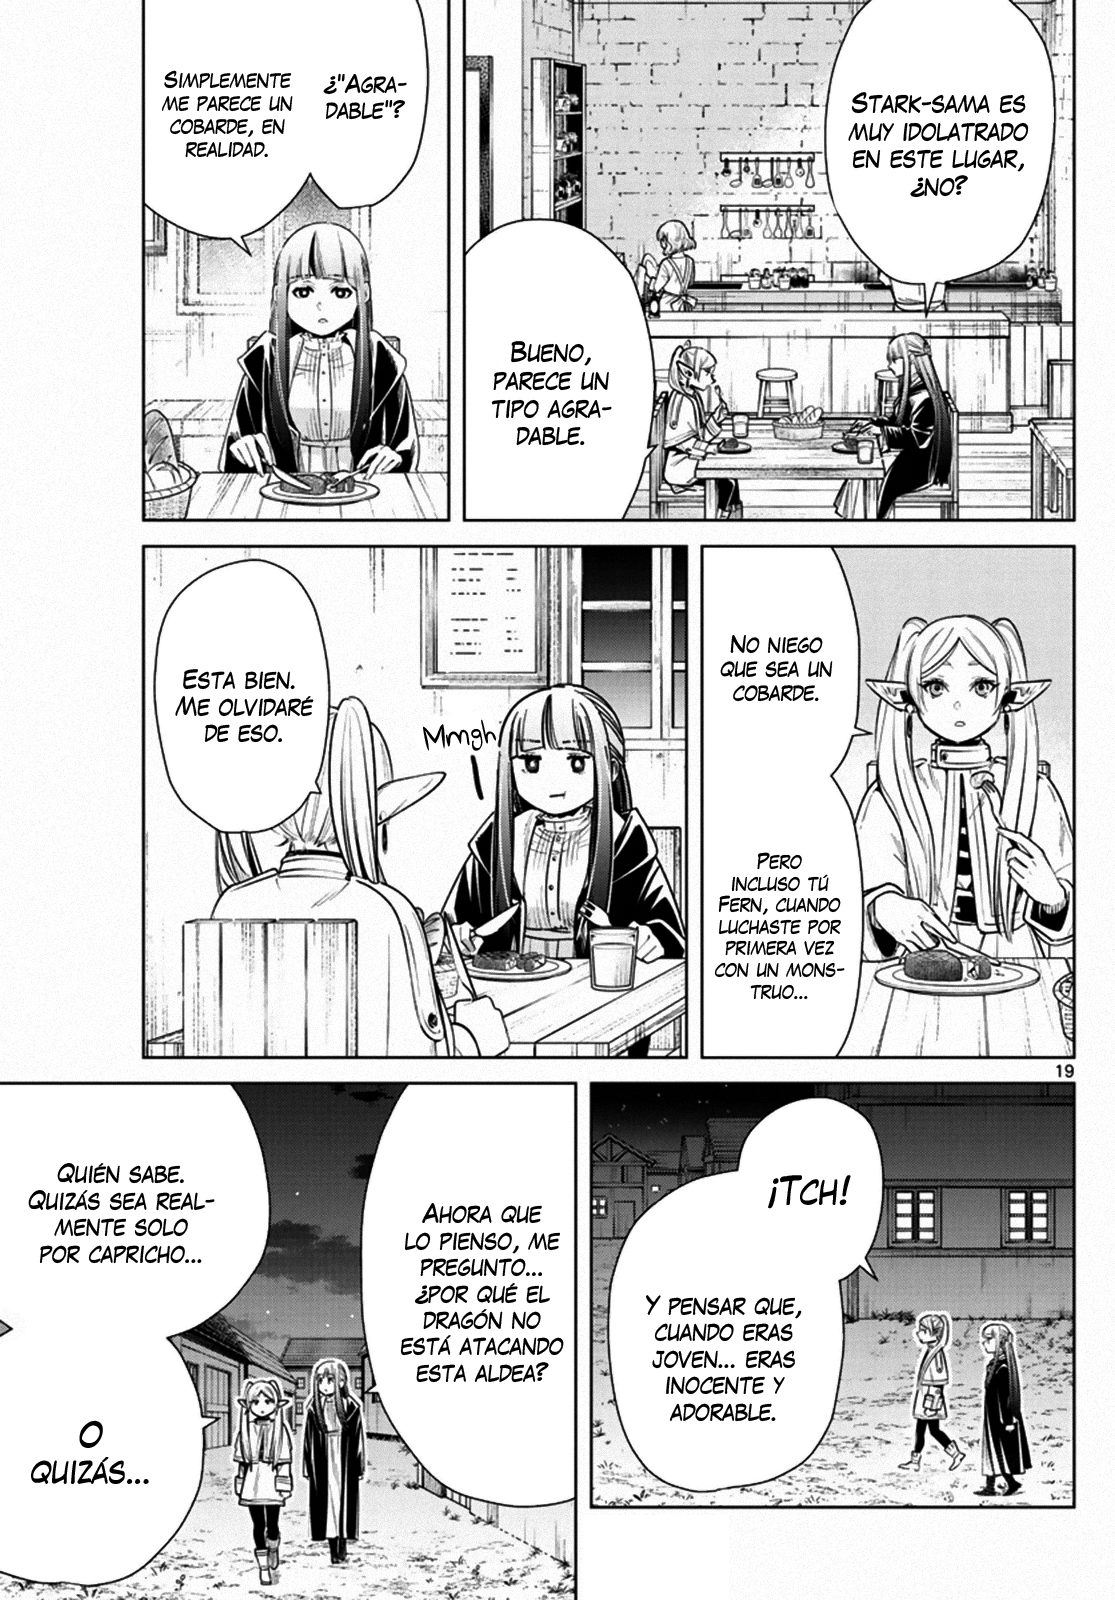 STARK-SAMA ES
MUY IDOLATRADO
EN ESTE LUGAR,
¿NO?
BUENO,
PARECE UN
TIPO AGRA-
DABLE.
¿"AGRA-
DABLE"?
SIMPLEMENTE
ME PARECE UN
COBARDE, EN
REALIDAD.
NO NIEGO
QUE SEA UN
COBARDE.
PERO
INCLUSO TÚ
FERN, CUANDO
LUCHASTE POR
PRIMERA VEZ
CON UN MONS-
TRUO...
Mmgh
ESTA BIEN.
ME OLVIDARÉ
DE ESO.
19
¡TCH!
Y PENSAR QUE,
CUANDO ERAS
JOVEN... ERAS
INOCENTE Y
ADORABLE.
AHORA QUE
LO PIENSO, ME
PREGUNTO...
¿POR QUÉ EL
DRAGÓN NO
ESTÁ ATACANDO
ESTA ALDEA?
QUIÉN SABE.
QUIZÁS SEA REAL-
MENTE SOLO
POR CAPRICHO...
O
QUIZÁS...